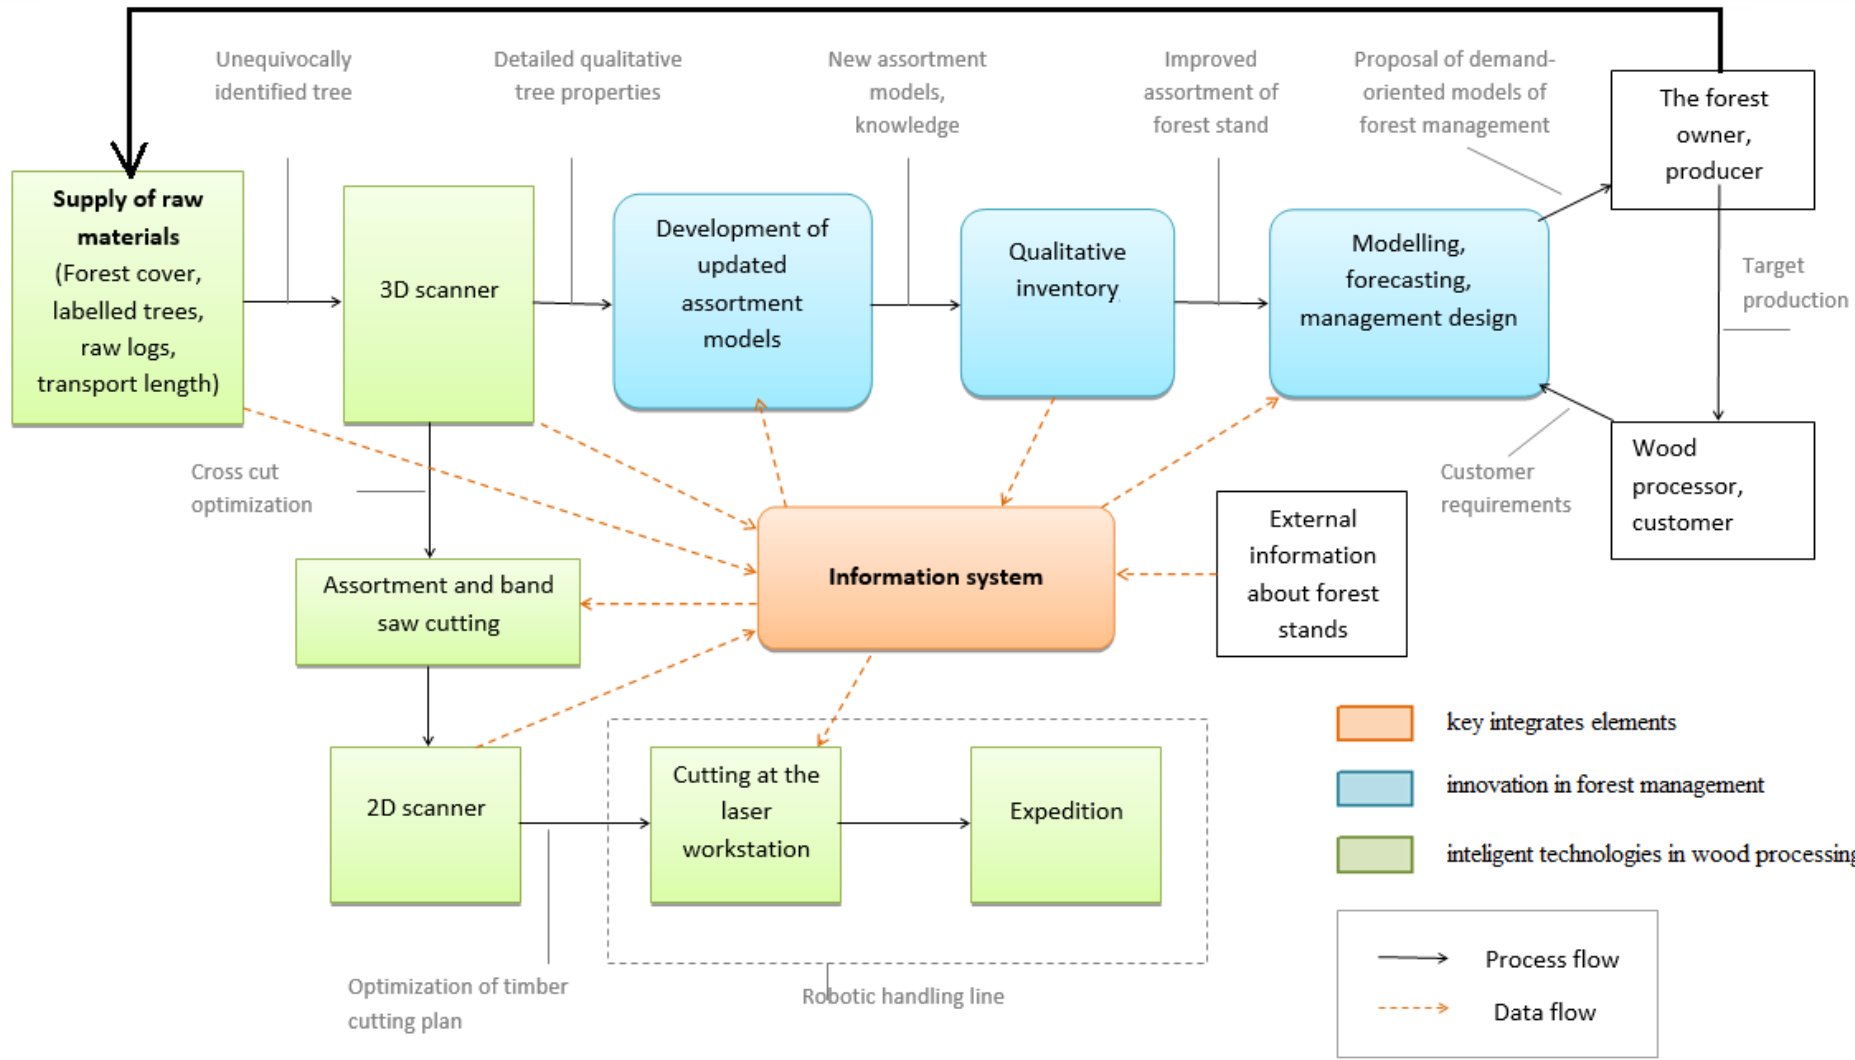 Unequivocally
identified tree
Detailed qualitative
tree properties
New assortment
models,
knowledge
Improved
assortment of
forest stand
Proposal of demand-
oriented models of
forest management
The forest
owner,
producer
Supply of raw
materials
(Forest cover,
labelled trees,
raw logs,
transport length)
3D scanner
Development of
updated
assortment
models
Qualitative
inventory
Modelling,
forecasting,
management design
Target
production
Cross cut
optimization
Customer
requirements
Wood
processor,
customer
Information system
External
information
about forest
stands
Assortment and band
saw cutting
2D scanner
Cutting at the
laser
workstation
Expedition
Optimization of timber
cutting plan
Robotic handling line
key integrates elements
innovation in forest management
inteligent technologies in wood processing
Process flow
Data flow